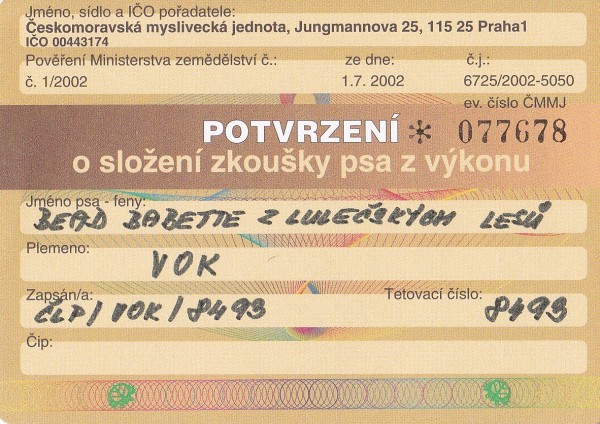 Jméno, sídlo a IČO pořadatele:
Českomoravská myslivecká jednota, Jungmannova 25, 115 25 Praha1
IČO 00443174
Pověření Ministerstva zemědělství č.: ze dne: č.j.:
č. 1/2002 1.7. 2002 6725/2002-5050
ev. číslo ČMMJ
POTVRZENÍ * 077678
o složení zkoušky psa z výkonu
Jméno psa - feny:
BEAD BABETTE Z LULEČSKÝCH LESŮ
Plemeno:
VOK
Zapsán/a: Tetovací číslo:
ČLP/VOK/8493 8493
Čip: